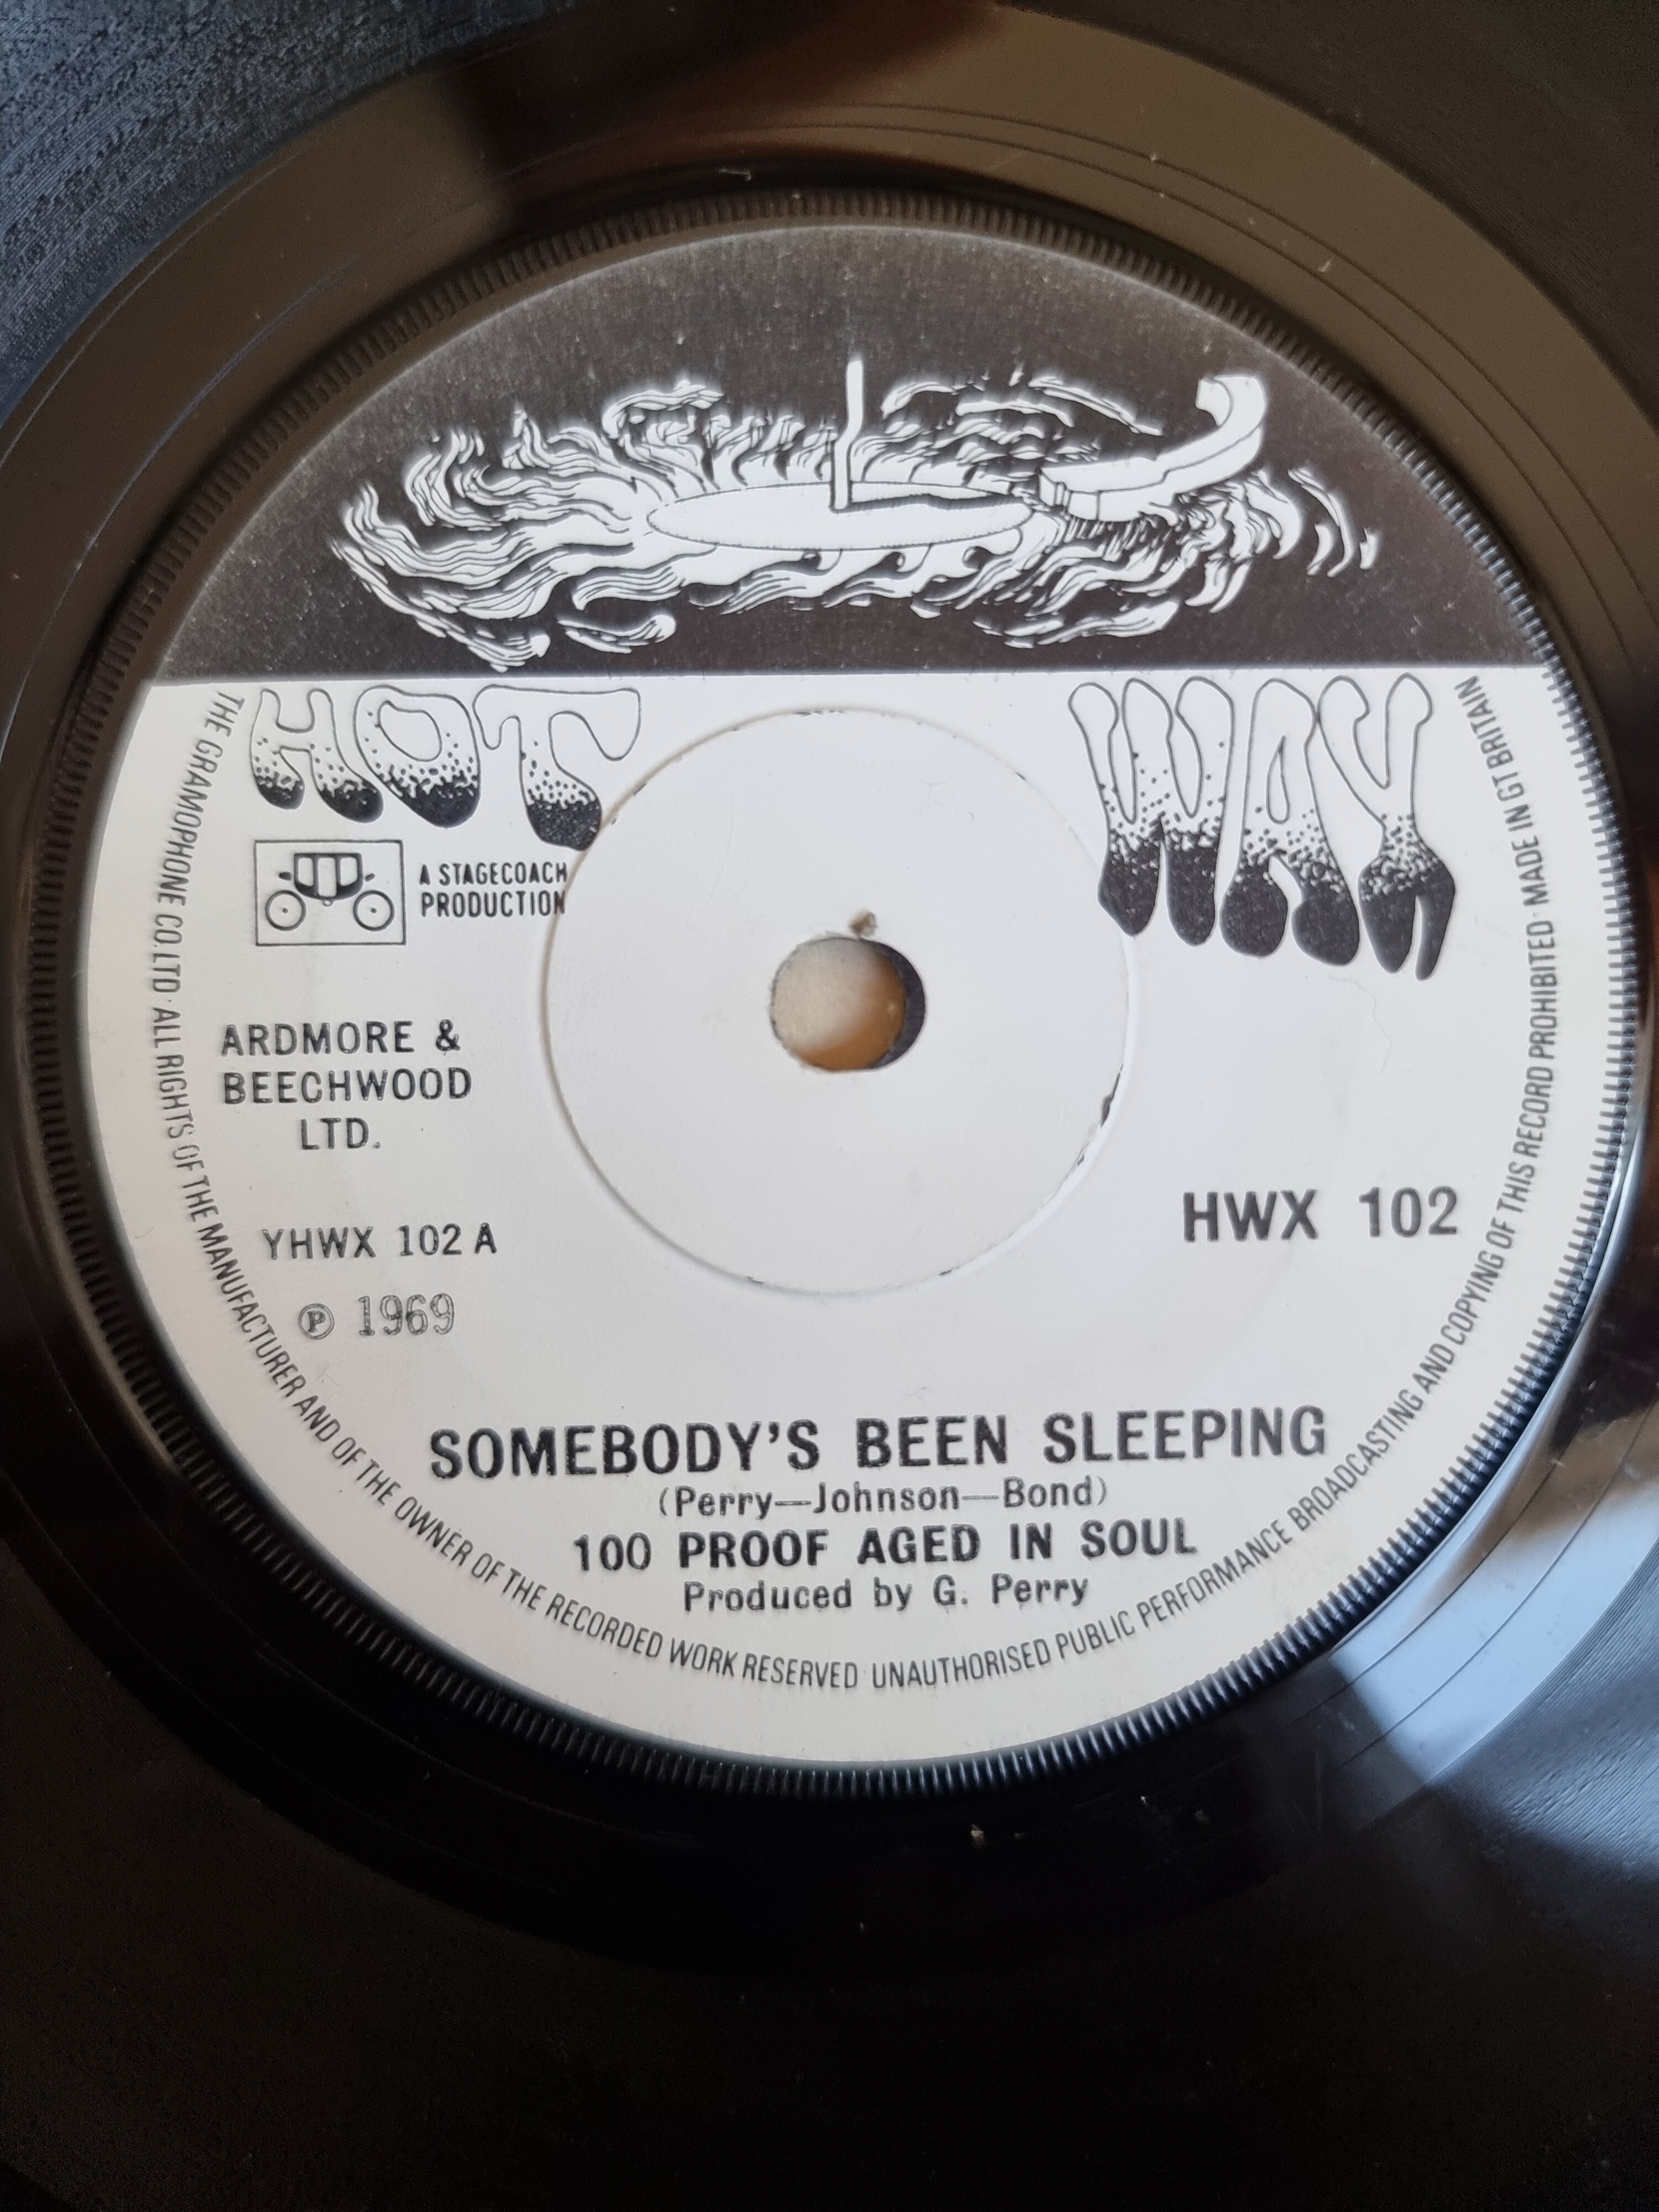 HOT WAX
A STAGECOACH
PRODUCTION
ARDMORE &
BEECHWOOD
LTD.
YHWX 102 A
Ⓟ 1969
HWX 102
SOMEBODY'S BEEN SLEEPING
(Perry—Johnson—Bond)
100 PROOF AGED IN SOUL
Produced by G. Perry
THE GRAMOPHONE CO. LTD · ALL RIGHTS OF THE MANUFACTURER AND OF THE OWNER OF THE RECORDED WORK RESERVED · UNAUTHORISED PUBLIC PERFORMANCE BROADCASTING AND COPYING OF THIS RECORD PROHIBITED · MADE IN GT BRITAIN